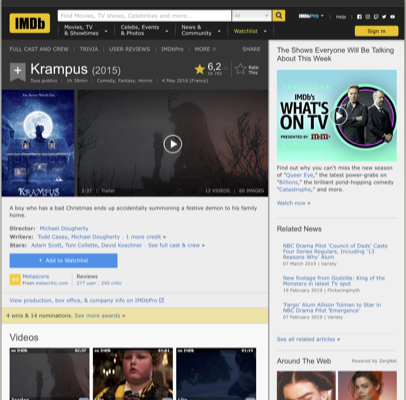 IMDb
Find Movies, TV shows, Celebrities and more...
All
IMDbPro
Help
Movies, TV & Showtimes
Celebs, Events & Photos
News & Community
Watchlist
Sign in
FULL CAST AND CREW | TRIVIA | USER REVIEWS | IMDbPro | MORE
SHARE
Krampus (2015)
6,2
Rate This
Tous publics | 1h 38min | Comedy, Fantasy, Horror | 4 May 2016 (France)
KRAMPUS
2:37 | Trailer
12 VIDEOS | 60 IMAGES
A boy who has a bad Christmas ends up accidentally summoning a festive demon to his family
home.
Director: Michael Dougherty
Writers: Todd Casey, Michael Dougherty | 1 more credit »
Stars: Adam Scott, Toni Collette, David Koechner | See full cast & crew »
+ Add to Watchlist
Metascore
From metacritic.com
Reviews
277 user | 245 critic
View production, box office, & company info on IMDbPro
4 wins & 14 nominations. See more awards »
Videos
The Shows Everyone Will Be Talking
About This Week
IMDb's
WHAT'S
ON TV
PRESENTED BY M&M'S
Find out why you can't miss the new season
of "Queer Eye," the latest power-grabs on
"Billions," the brilliant pond-hopping comedy
"Catastrophe," and more.
Watch now »
Related News
NBC Drama Pilot 'Council of Dads' Casts
Four Series Regulars, Including '13
Reasons Why' Alum
07 March 2019 | Variety
New footage from Godzilla: King of the
Monsters in latest TV spot
19 February 2019 | Flickeringmyth
'Fargo' Alum Allison Tolman to Star in
NBC Drama Pilot 'Emergence'
07 February 2019 | Variety
See all related articles »
Around The Web
Powered by ZergNet